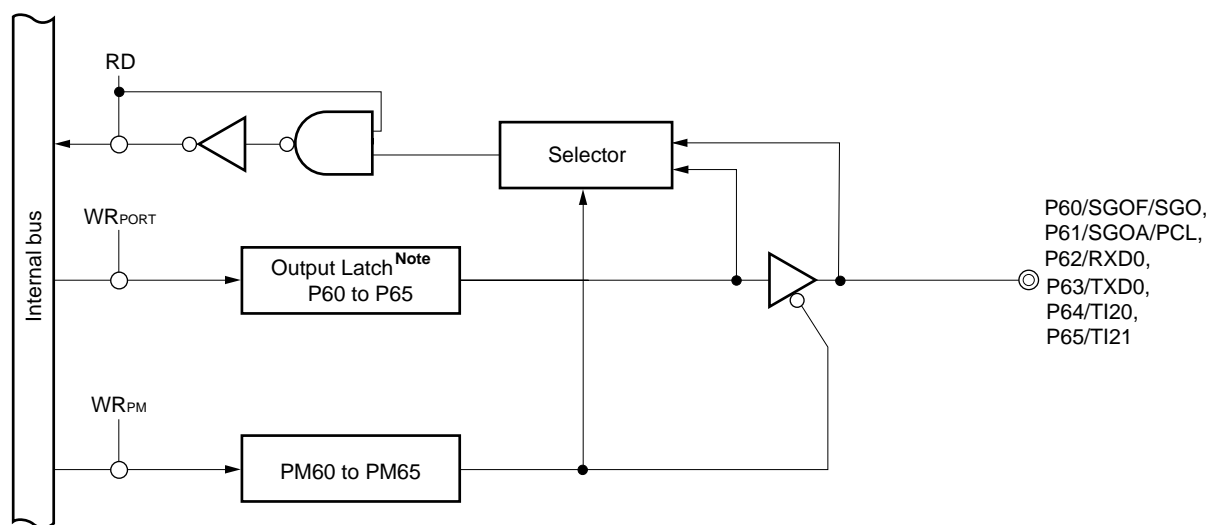 RD
Selector
WRPORT
Output Latch Note
P60 to P65
WRPM
PM60 to PM65
Internal bus
P60/SGOF/SGO,
P61/SGOA/PCL,
P62/RXD0,
P63/TXD0,
P64/TI20,
P65/TI21